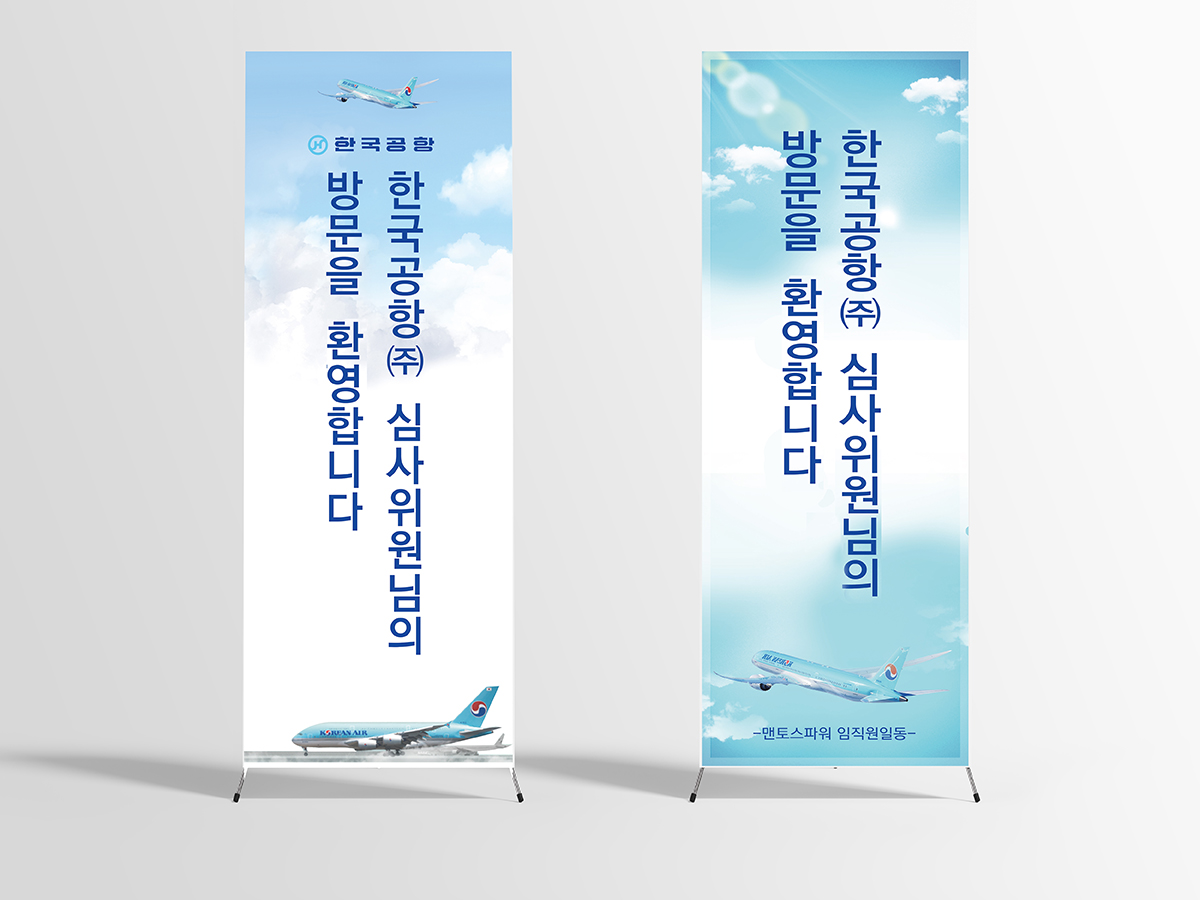 한국공항
한국공항㈜ 심사위원님의
방문을 환영합니다
KOREAN AIR
한국공항㈜ 심사위원님의
방문을 환영합니다
-맨토스파워 임직원일동-